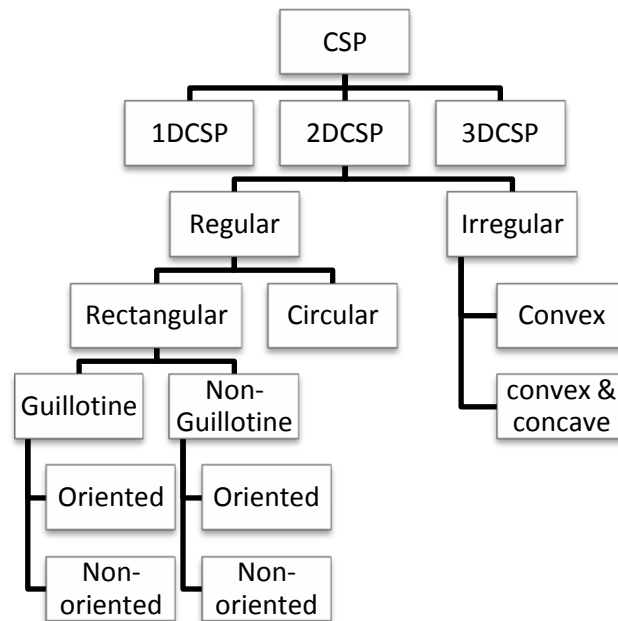 CSP
1DCSP
2DCSP
3DCSP
Regular
Irregular
Rectangular
Circular
Convex
Guillotine
Non-
Guillotine
convex &
concave
Oriented
Oriented
Non-
oriented
Non-
oriented